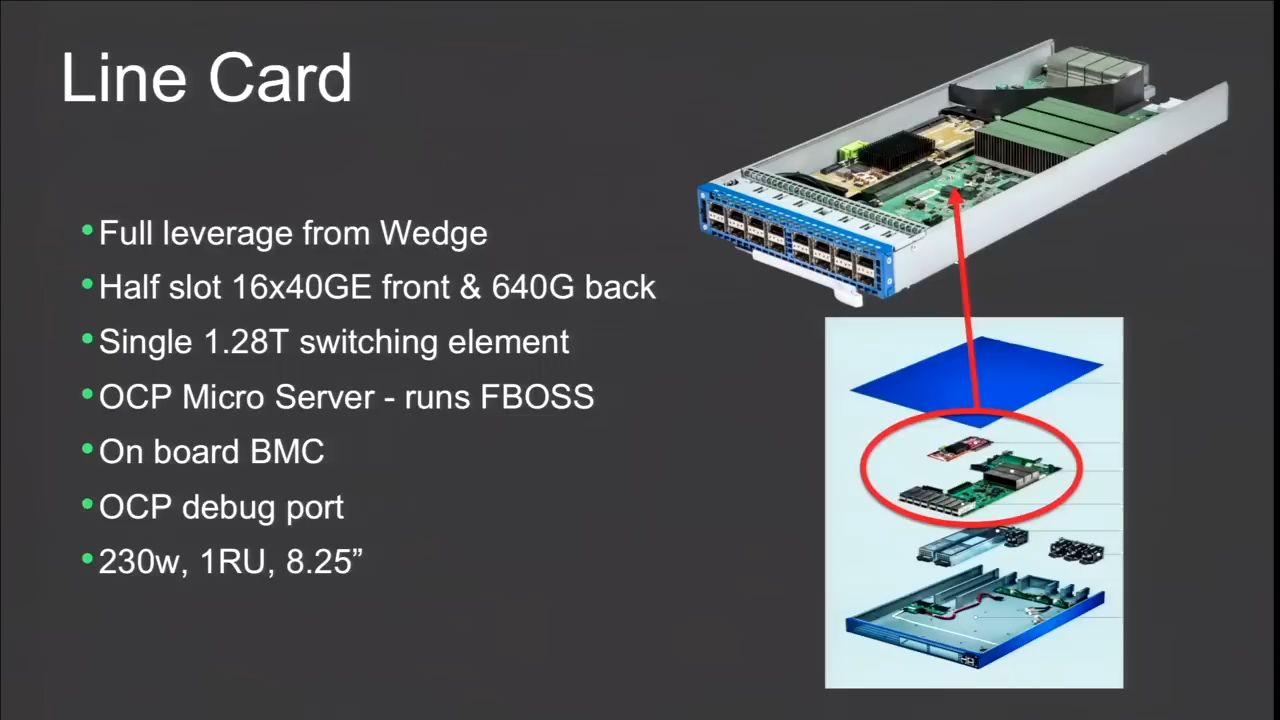 Line Card
•Full leverage from Wedge
•Half slot 16x40GE front & 640G back
•Single 1.28T switching element
•OCP Micro Server - runs FBOSS
•On board BMC
•OCP debug port
•230w, 1RU, 8.25”